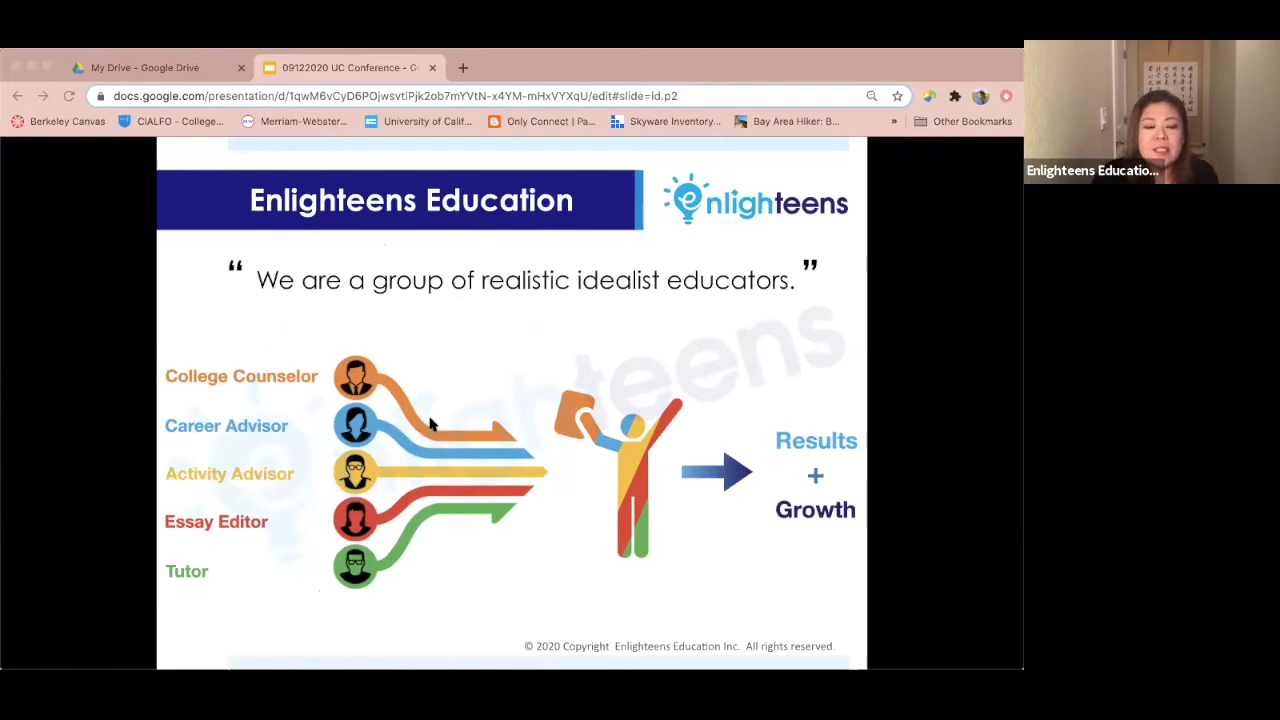 My Drive - Google Drive
09122020 UC Conference - G
docs.google.com/presentation/d/1qwM6vCyD6POjwsvtiPjk2ob7mYVtN-x4YM-mHxVYXqU/edit#slide=id.p2
Berkeley Canvas
CIALFO - College...
Merriam-Webster...
University of Calif...
Only Connect | Pa...
Skyware Inventory...
Bay Area Hiker: B...
»
Other Bookmarks
Enlighteens Educatio...
Enlighteens Education
enlighteens
“ We are a group of realistic idealist educators. ”
College Counselor
Career Advisor
Activity Advisor
Essay Editor
Tutor
Results
+
Growth
© 2020 Copyright Enlighteens Education Inc. All rights reserved.